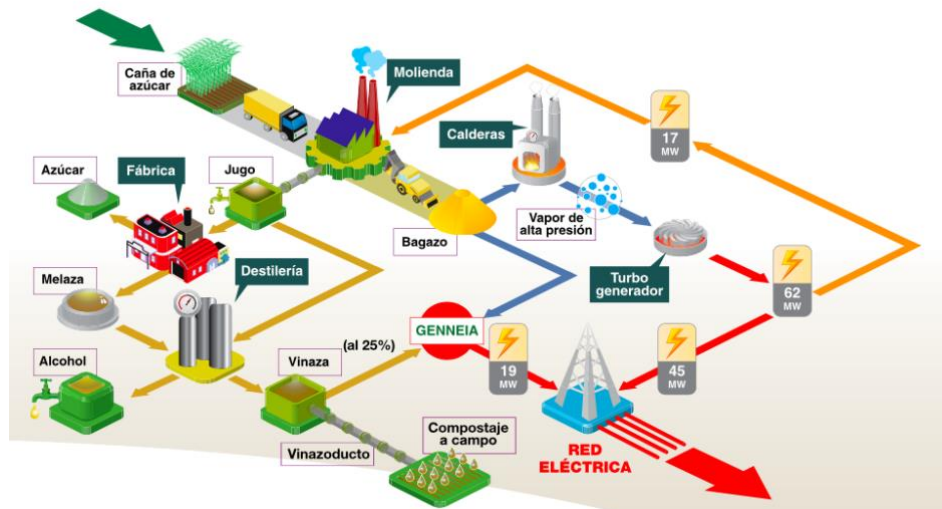 Caña de
azúcar
Molienda
17
MW
Calderas
Azúcar
Fábrica
Jugo
Bagazo
Vapor de
alta presión
Turbo
generador
62
MW
Melaza
Destilería
GENNEIA
(al 25%)
Vinaza
19
MW
45
MW
Alcohol
Vinazoducto
Compostaje
a campo
RED
ELÉCTRICA